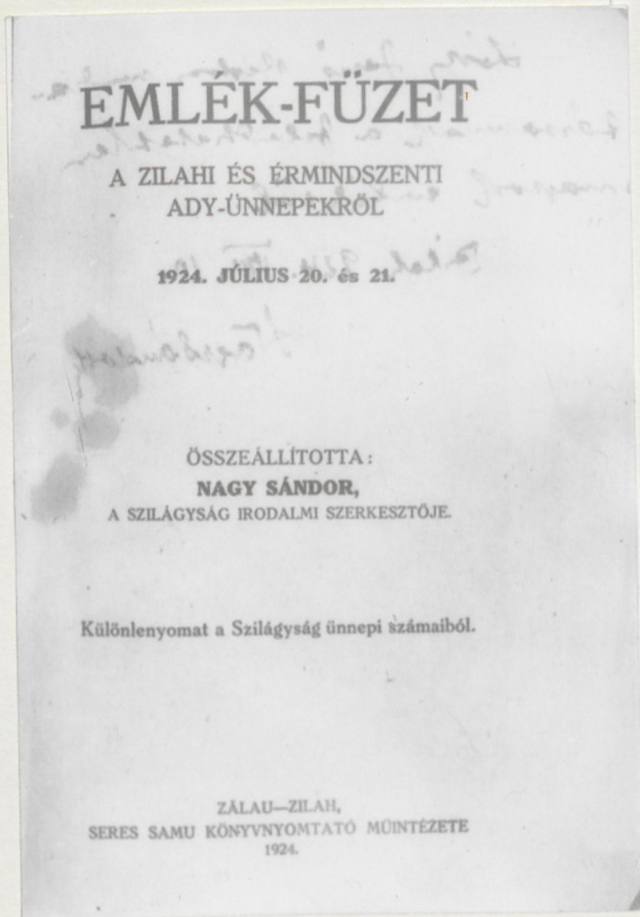 EMLÉK-FÜZET
A ZILAHI ÉS ÉRMINDSZENTI
ADY-ÜNNEPEKRŐL
1924. JÚLIUS 20. és 21.
ÖSSZEÁLLÍTOTTA:
NAGY SÁNDOR,
A SZILÁGYSÁG IRODALMI SZERKESZTŐJE.
Különlenyomat a Szilágyság ünnepi számaiból.
ZĂLAU—ZILAH,
SERES SAMU KÖNYVNYOMTATÓ MŰINTÉZETE
1924.